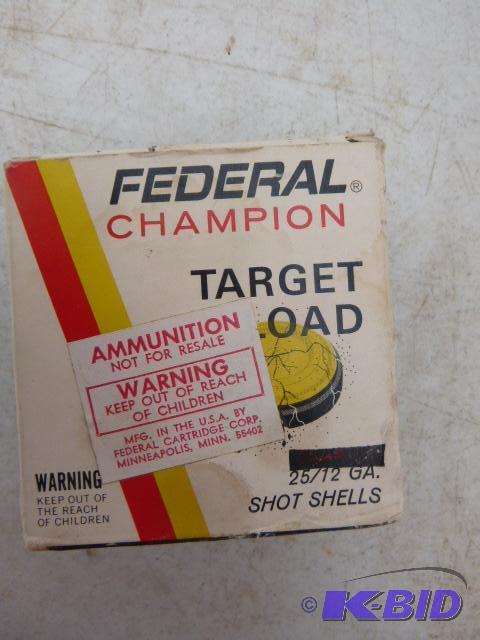 FEDERAL®
CHAMPION
TARGET
LOAD
AMMUNITION
NOT FOR RESALE
WARNING
KEEP OUT OF REACH
OF CHILDREN
MFG. IN THE U.S.A. BY
FEDERAL CARTRIDGE CORP.
MINNEAPOLIS, MINN. 55402
25/12 GA.
SHOT SHELLS
WARNING
KEEP OUT OF
THE REACH
OF CHILDREN
© K-BID